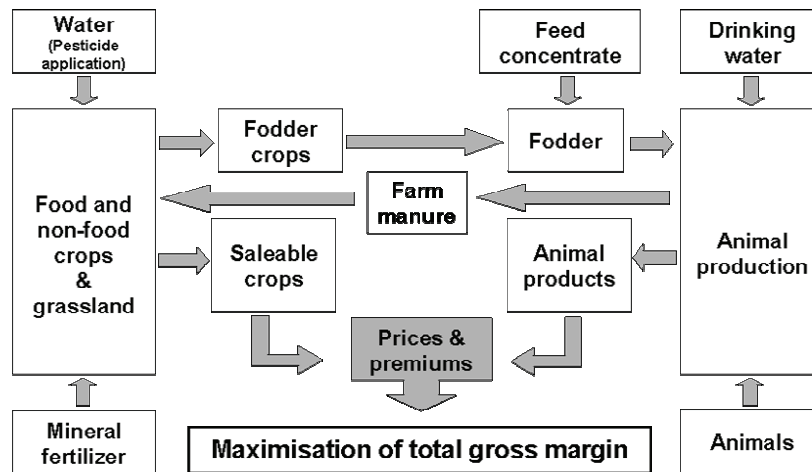 Water
(Pesticide
application)
Feed
concentrate
Drinking
water
Fodder
crops
Fodder
Farm
manure
Food and
non-food
crops
&
grassland
Saleable
crops
Animal
products
Animal
production
Prices &
premiums
Mineral
fertilizer
Maximisation of total gross margin
Animals